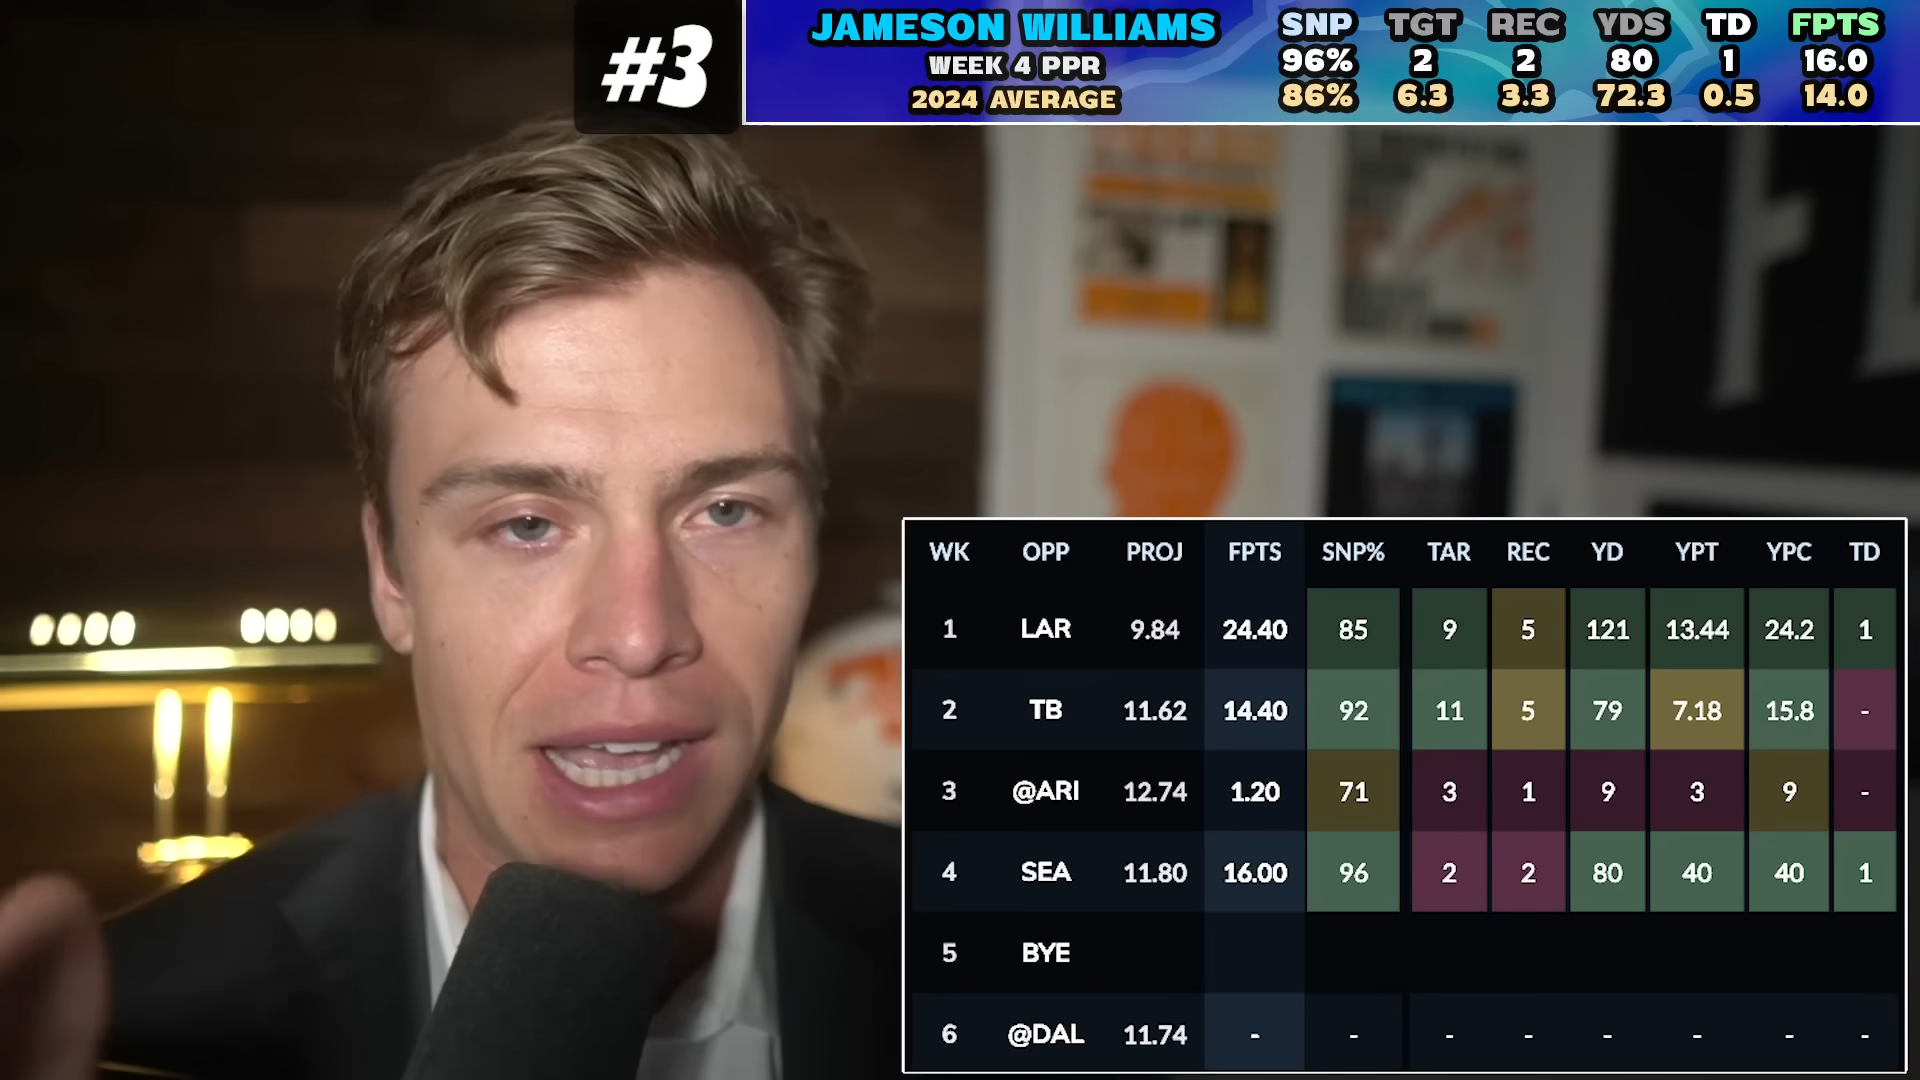 #3
JAMESON WILLIAMS SNP TGT REC YDS TD FPTS
WEEK 4 PPR 96% 2 2 80 1 16.0
2024 AVERAGE 86% 6.3 3.3 72.3 0.5 14.0
WK OPP PROJ FPTS SNP% TAR REC YD YPT YPC TD
1 LAR 9.84 24.40 85 9 5 121 13.44 24.2 1
2 TB 11.62 14.40 92 11 5 79 7.18 15.8 -
3 @ARI 12.74 1.20 71 3 1 9 3 9 -
4 SEA 11.80 16.00 96 2 2 80 40 40 1
5 BYE
6 @DAL 11.74 - - - - - - - -